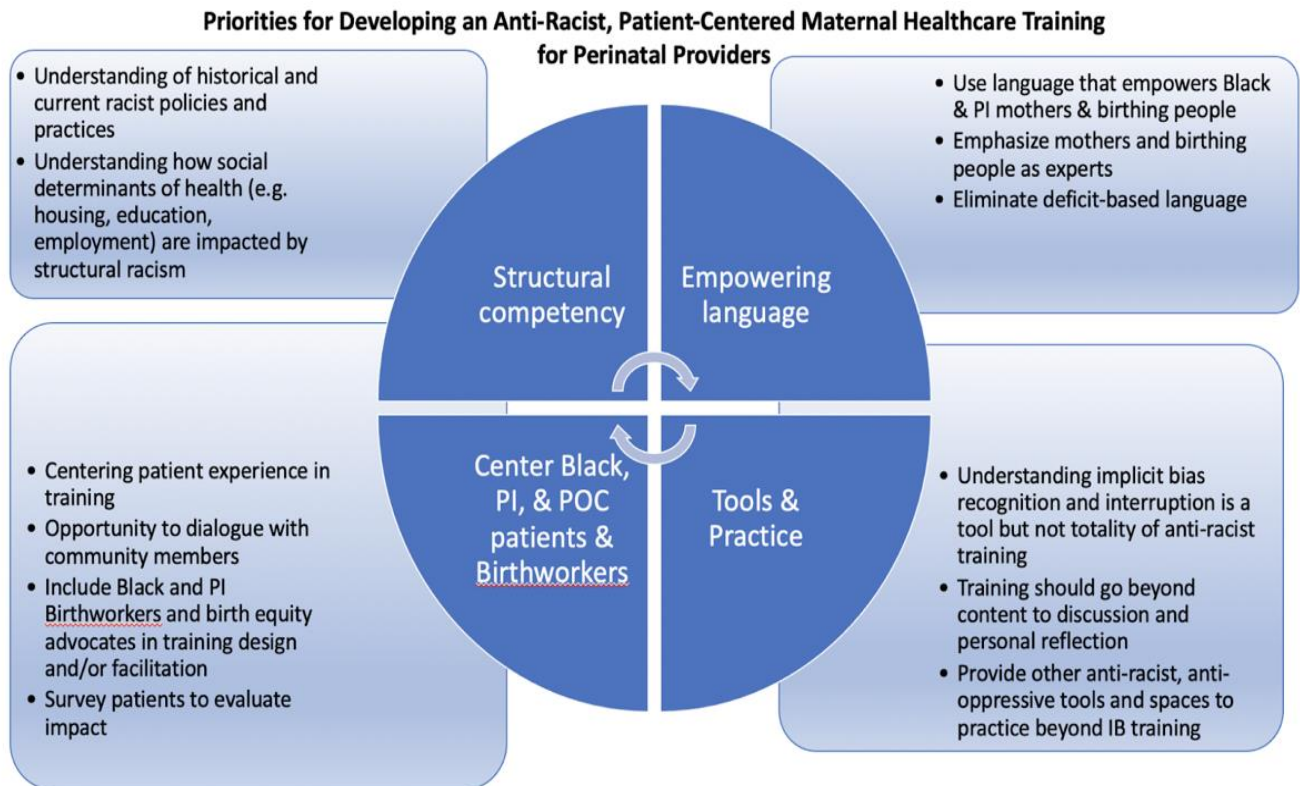 Priorities for Developing an Anti-Racist, Patient-Centered Maternal Healthcare Training
for Perinatal Providers
• Understanding of historical and
current racist policies and
practices
• Understanding how social
determinants of health (e.g.
housing, education,
employment) are impacted by
structural racism
• Use language that empowers Black
& PI mothers & birthing people
• Emphasize mothers and birthing
people as experts
• Eliminate deficit-based language
Structural
competency
Empowering
language
Center Black,
PI, & POC
patients &
Birthworkers
Tools &
Practice
• Centering patient experience in
training
• Opportunity to dialogue with
community members
• Include Black and PI
Birthworkers and birth equity
advocates in training design
and/or facilitation
• Survey patients to evaluate
impact
• Understanding implicit bias
recognition and interruption is a
tool but not totality of anti-racist
training
• Training should go beyond
content to discussion and
personal reflection
• Provide other anti-racist, anti-
oppressive tools and spaces to
practice beyond IB training